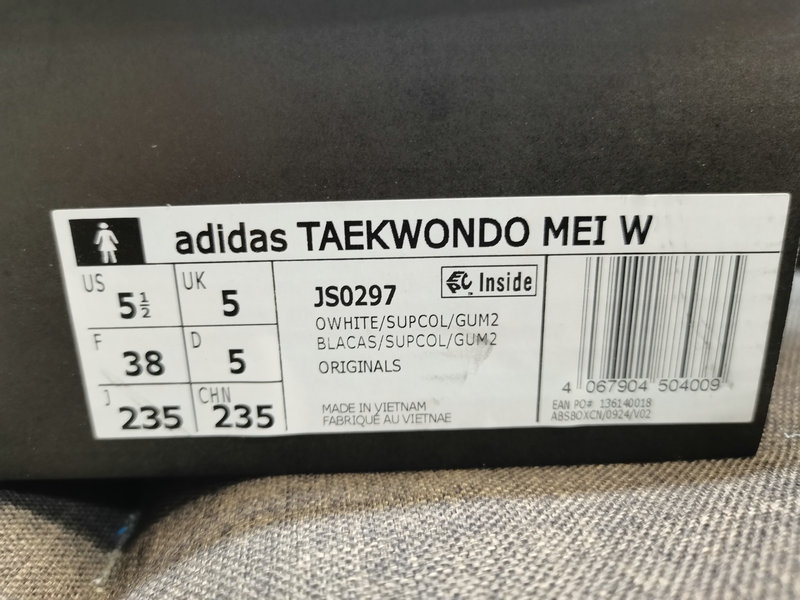 adidas TAEKWONDO MEI W
US 5½ UK 5
F 38 D 5
J 235 CHN 235
JS0297
EPC Inside
OWHITE/SUPCOL/GUM2
BLACAS/SUPCOL/GUM2
ORIGINALS
MADE IN VIETNAM
FABRIQUÉ AU VIETNAE
4 067904 504009
EAN PO# 136140018
ABSBOXCN/0924/V02